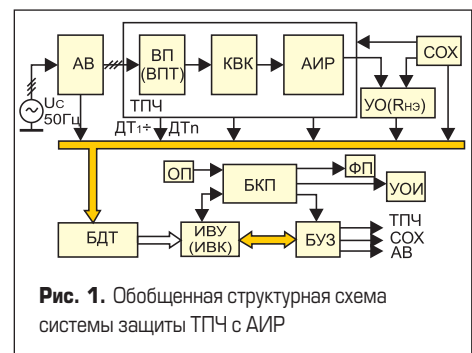 АВ
ВП
(ВПТ)
КВК
АИР
СОХ
ТПЧ
Uс
50Гц
ДТ1÷ ДТn
УО(Rнэ)
ОП
БКП
ФП
УОИ
БДТ
ИВУ
(ИВК)
БУЗ
ТПЧ
СОХ
АВ
Рис. 1. Обобщенная структурная схема
системы защиты ТПЧ с АИР